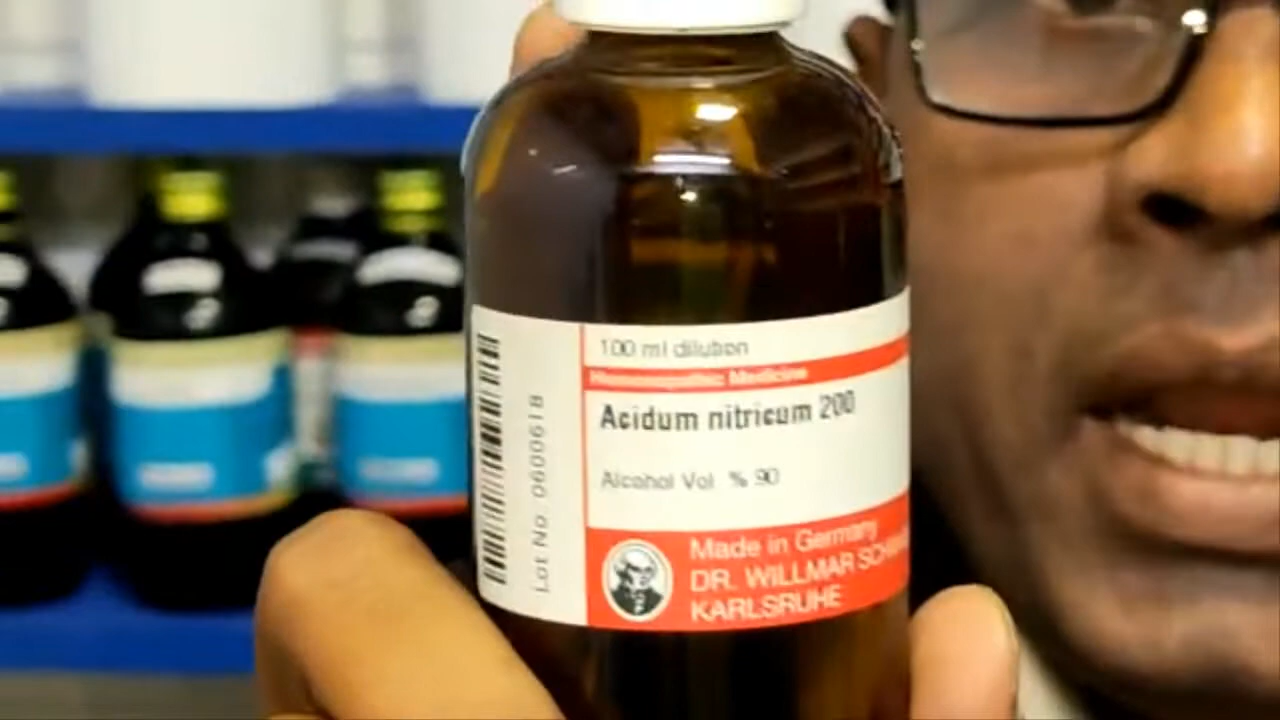 100 ml dilution
Homoeopathic Medicine
Acidum nitricum 200
Alcohol Vol. % 90
Made in Germany
DR. WILLMAR
KARLSRUHE
Lot No. 0600618